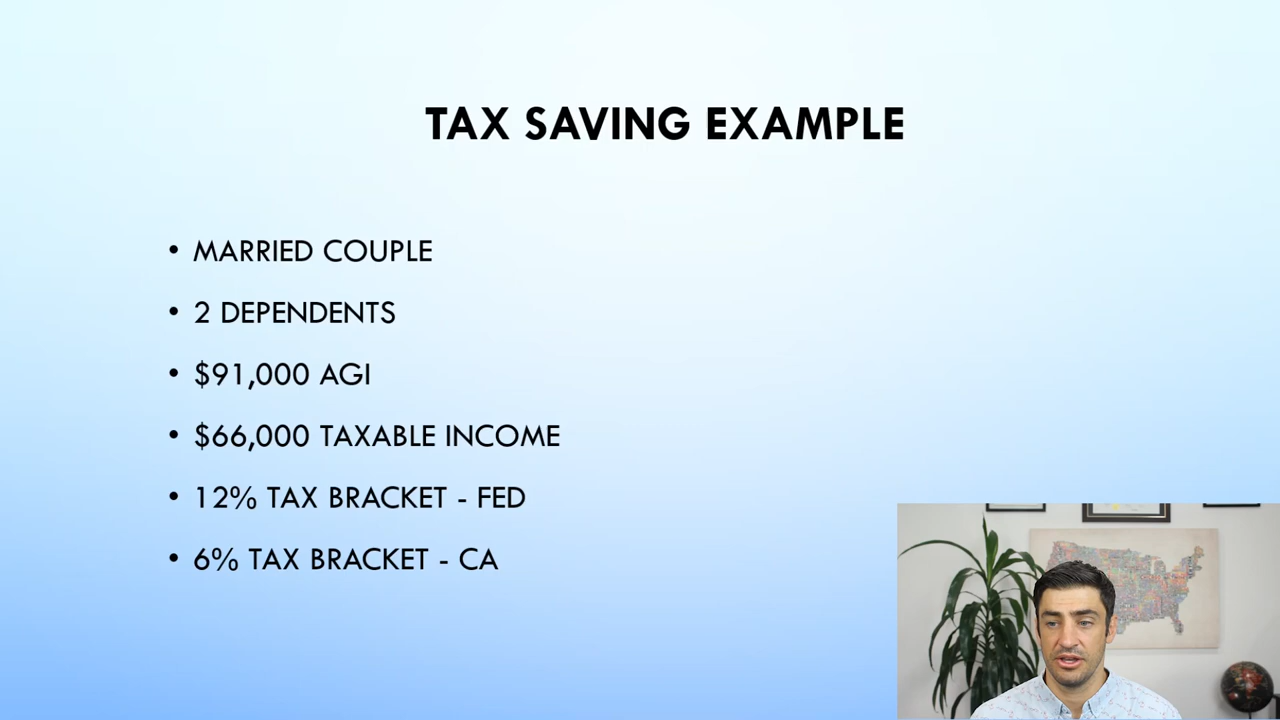 TAX SAVING EXAMPLE
• MARRIED COUPLE
• 2 DEPENDENTS
• $91,000 AGI
• $66,000 TAXABLE INCOME
• 12% TAX BRACKET - FED
• 6% TAX BRACKET - CA